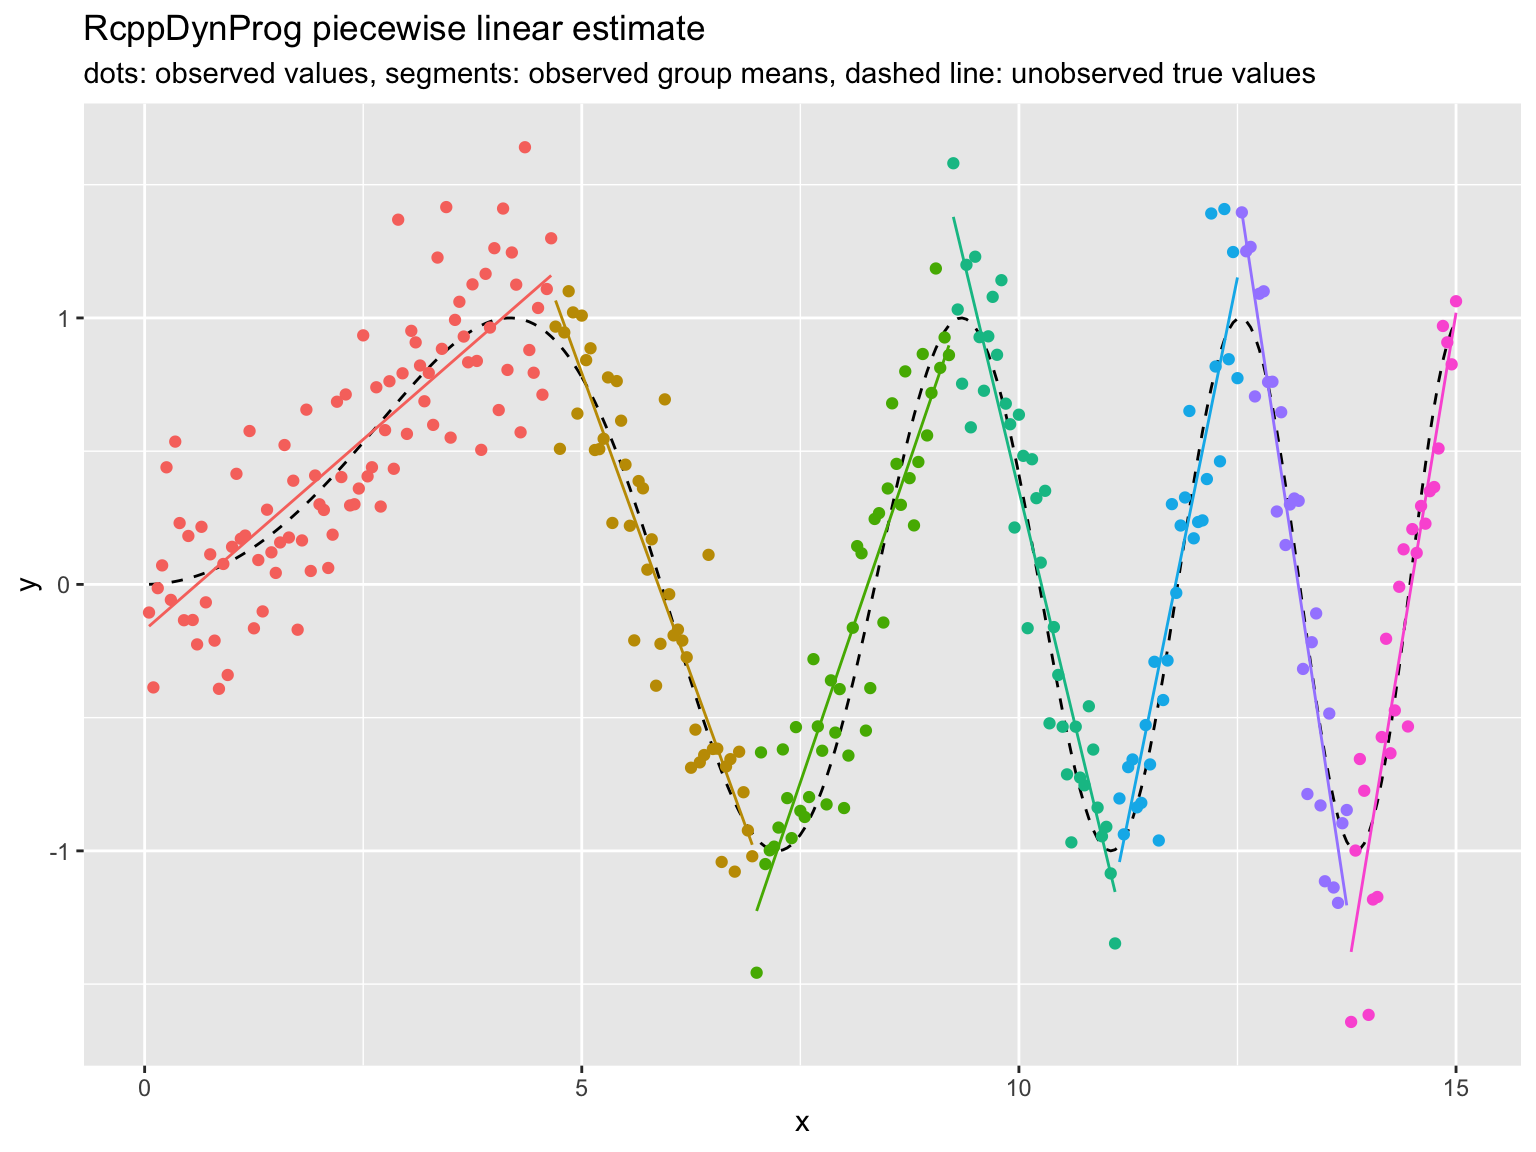 RcppDynProg piecewise linear estimate
dots: observed values, segments: observed group means, dashed line: unobserved true values
y
1
0
-1
0
5
10
15
x